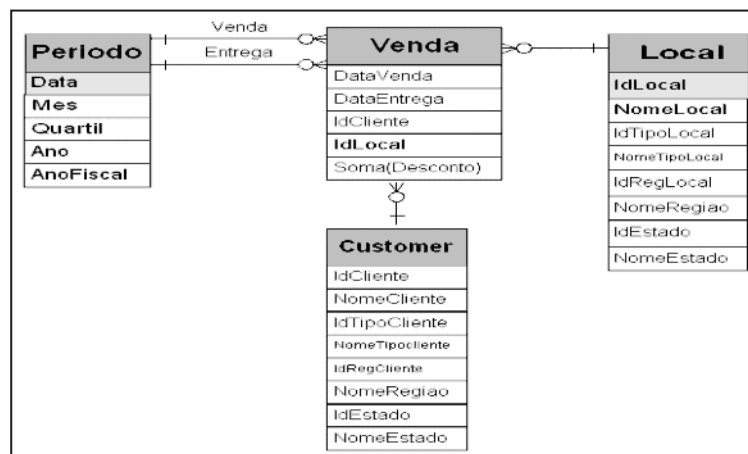 Venda
Entrega
Periodo
Data
Mes
Quartil
Ano
AnoFiscal
Venda
DataVenda
DataEntrega
IdCliente
IdLocal
Soma(Desconto)
Local
IdLocal
NomeLocal
IdTipoLocal
NomeTipoLocal
IdRegLocal
NomeRegiao
IdEstado
NomeEstado
Customer
IdCliente
NomeCliente
IdTipoCliente
NomeTipocliente
IdRegCliente
NomeRegiao
IdEstado
NomeEstado